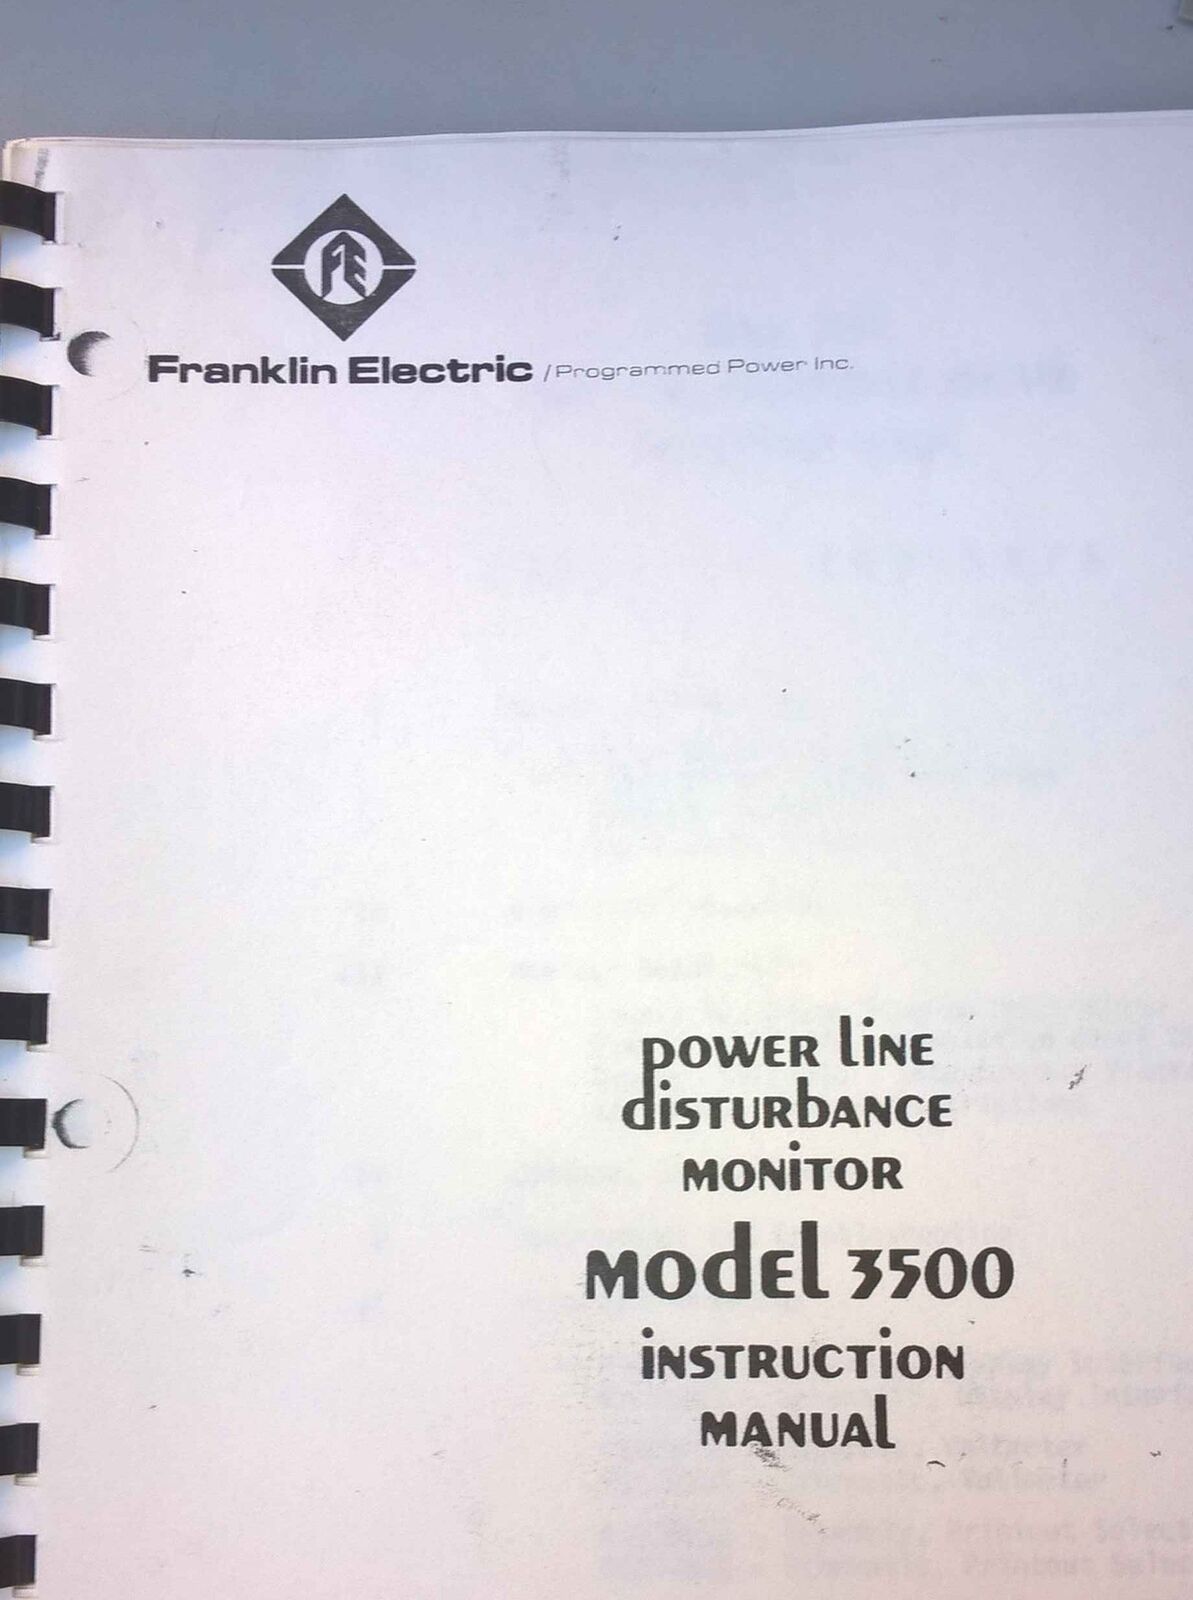 FE
Franklin Electric / Programmed Power Inc.
POWER LiNE
disTURbANCE
MONiTOR
MOdEl 3500
iNSTRUCTiON
MANUAl